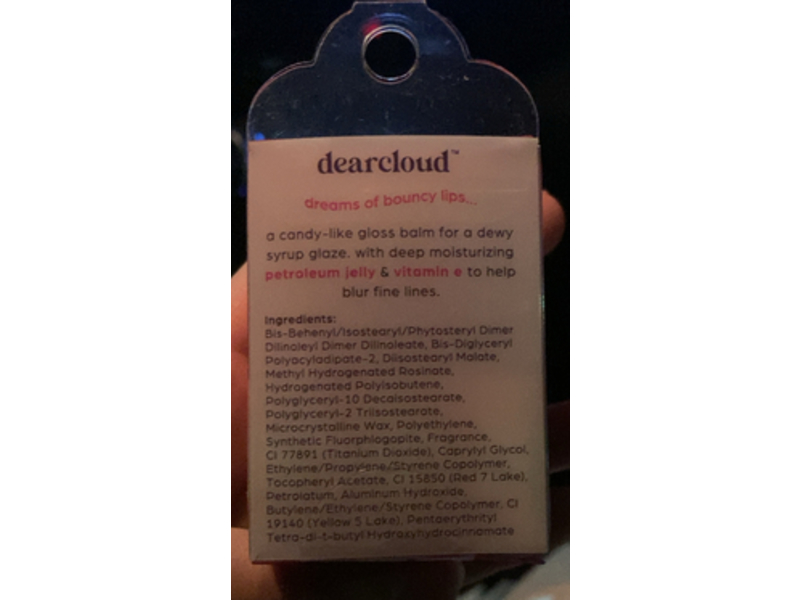 dearcloud™
dreams of bouncy lips...
a candy-like gloss balm for a dewy
syrup glaze. with deep moisturizing
petroleum jelly & vitamin e to help
blur fine lines.
Ingredients:
Bis-Behenyl/Isostearyl/Phytosteryl Dimer
Dilinoleyl Dimer Dilinoleate, Bis-Diglyceryl
Polyacyladipate-2, Diisostearyl Malate,
Methyl Hydrogenated Rosinate,
Hydrogenated Polyisobutene,
Polyglyceryl-10 Decaisostearate,
Polyglyceryl-2 Triisostearate,
Microcrystalline Wax, Polyethylene,
Synthetic Fluorphlogopite, Fragrance,
CI 77891 (Titanium Dioxide), Caprylyl Glycol,
Ethylene/Propylene/Styrene Copolymer,
Tocopheryl Acetate, CI 15850 (Red 7 Lake),
Petrolatum, Aluminum Hydroxide,
Butylene/Ethylene/Styrene Copolymer, CI
19140 (Yellow 5 Lake), Pentaerythrityl
Tetra-di-t-butyl Hydroxyhydrocinnamate